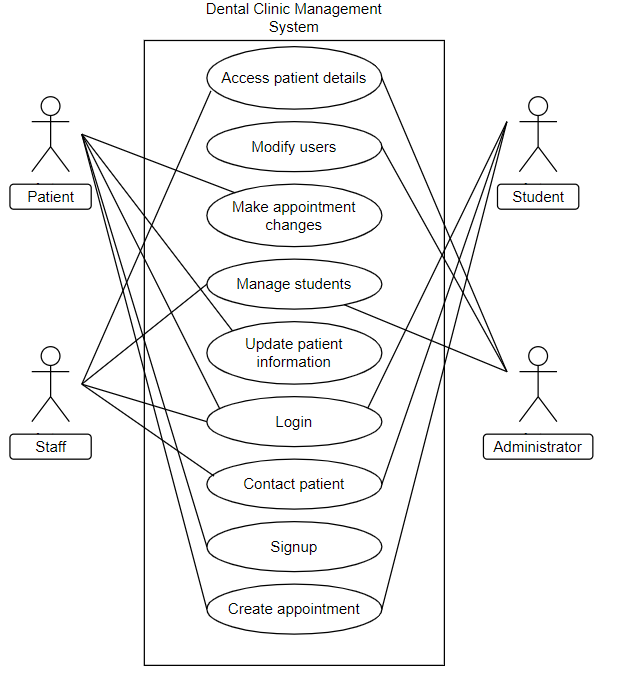 Dental Clinic Management
System
Access patient details
Modify users
Patient
Student
Make appointment
changes
Manage students
Update patient
information
Login
Staff
Administrator
Contact patient
Signup
Create appointment